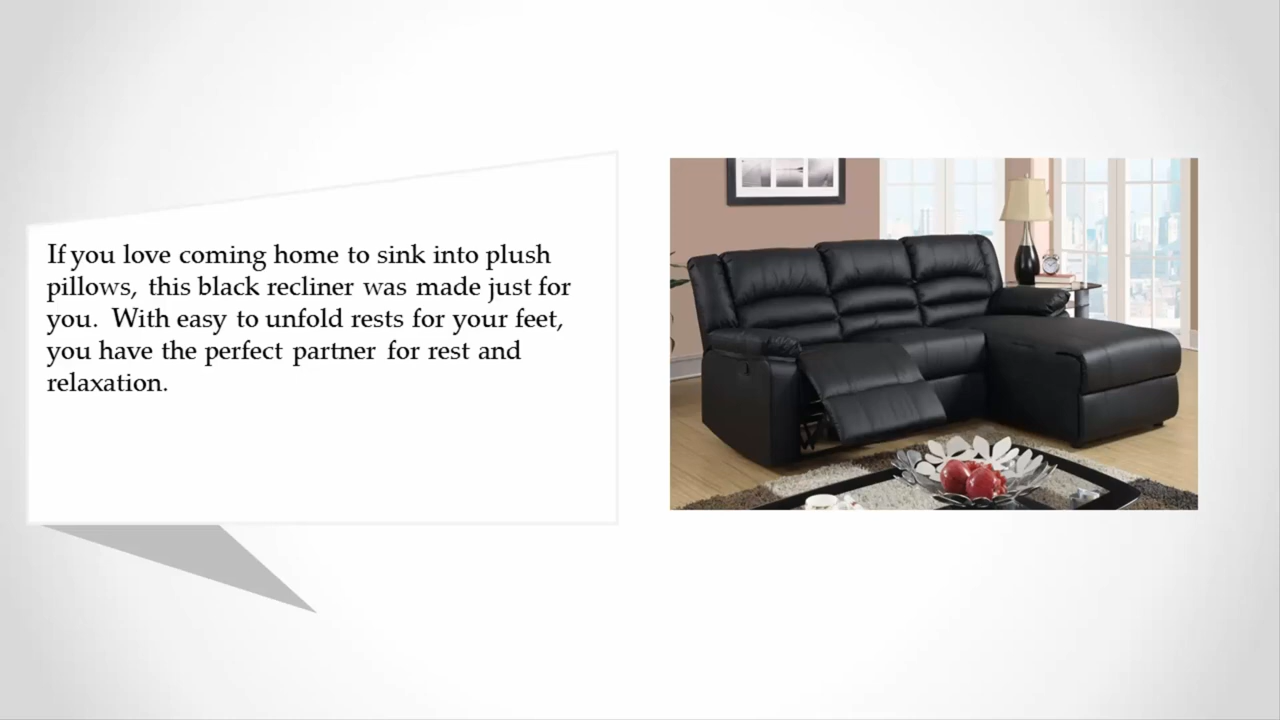 If you love coming home to sink into plush
pillows, this black recliner was made just for
you.  With easy to unfold rests for your feet,
you have the perfect partner for rest and
relaxation.